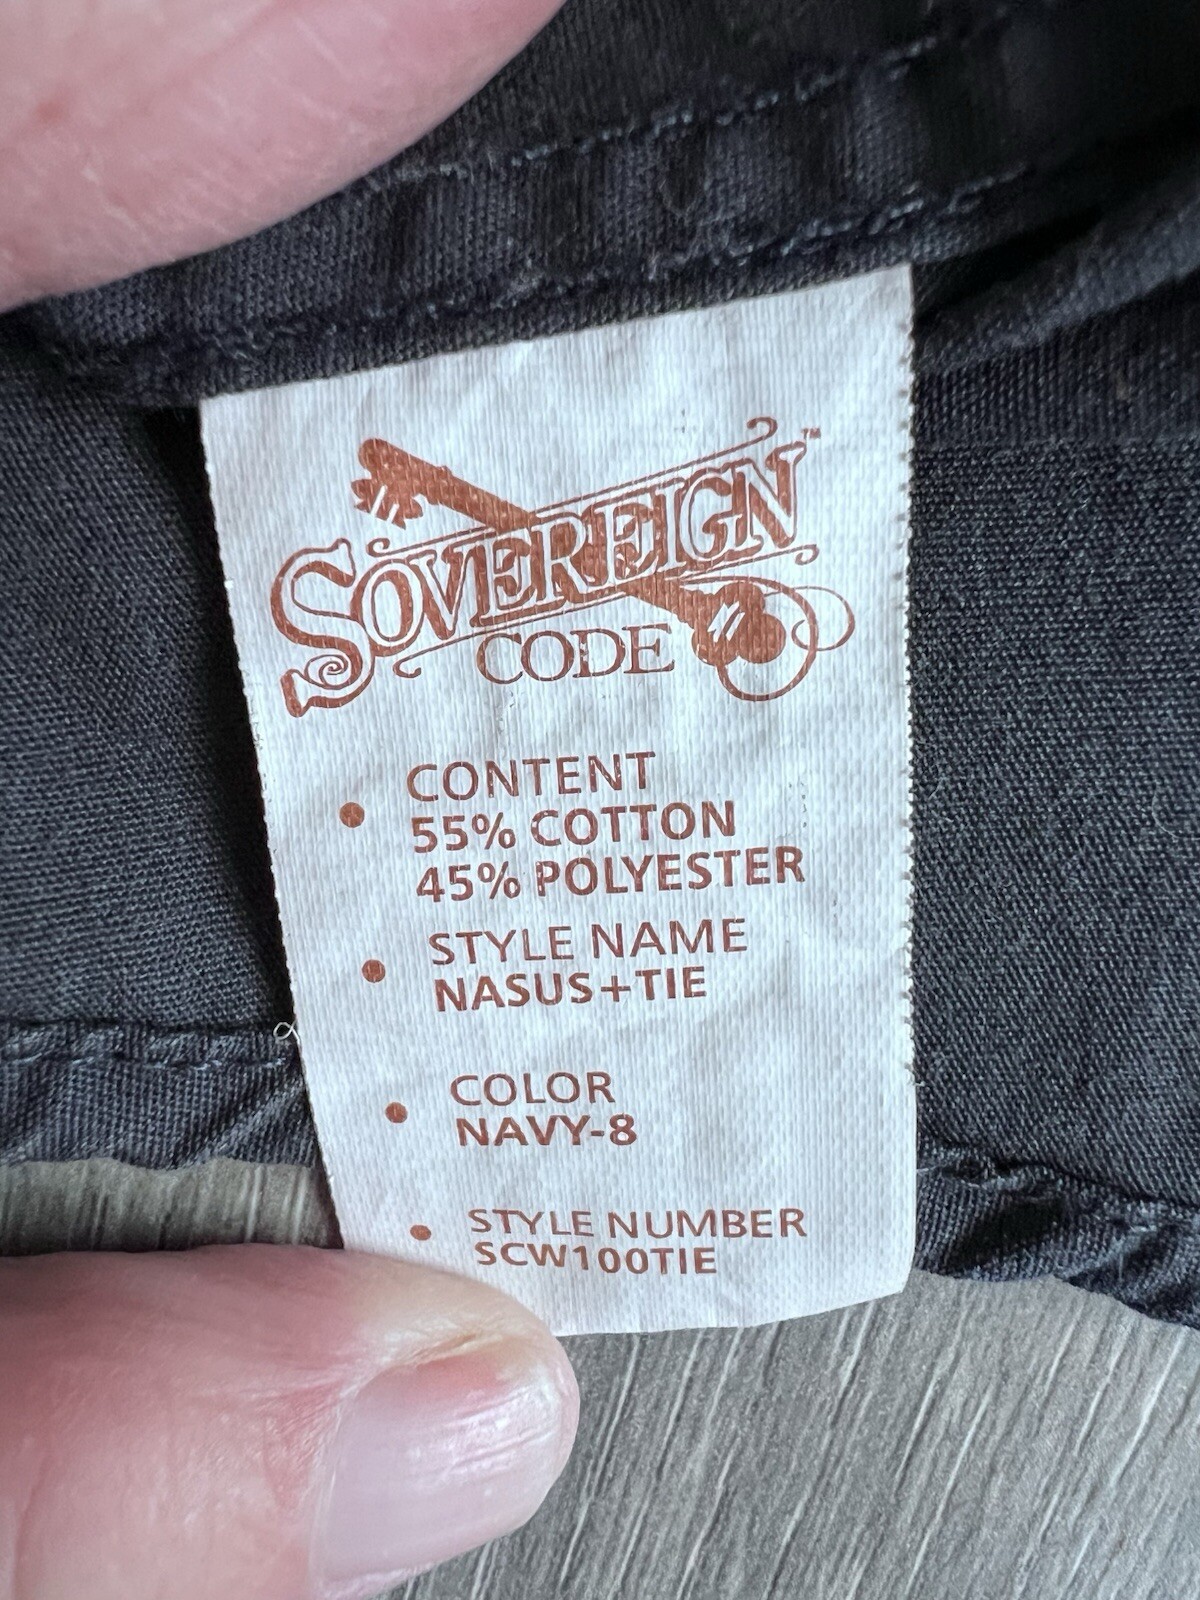 SOVEREIGN™
CODE
• CONTENT
55% COTTON
45% POLYESTER
• STYLE NAME
NASUS+TIE
• COLOR
NAVY-8
• STYLE NUMBER
SCW100TIE